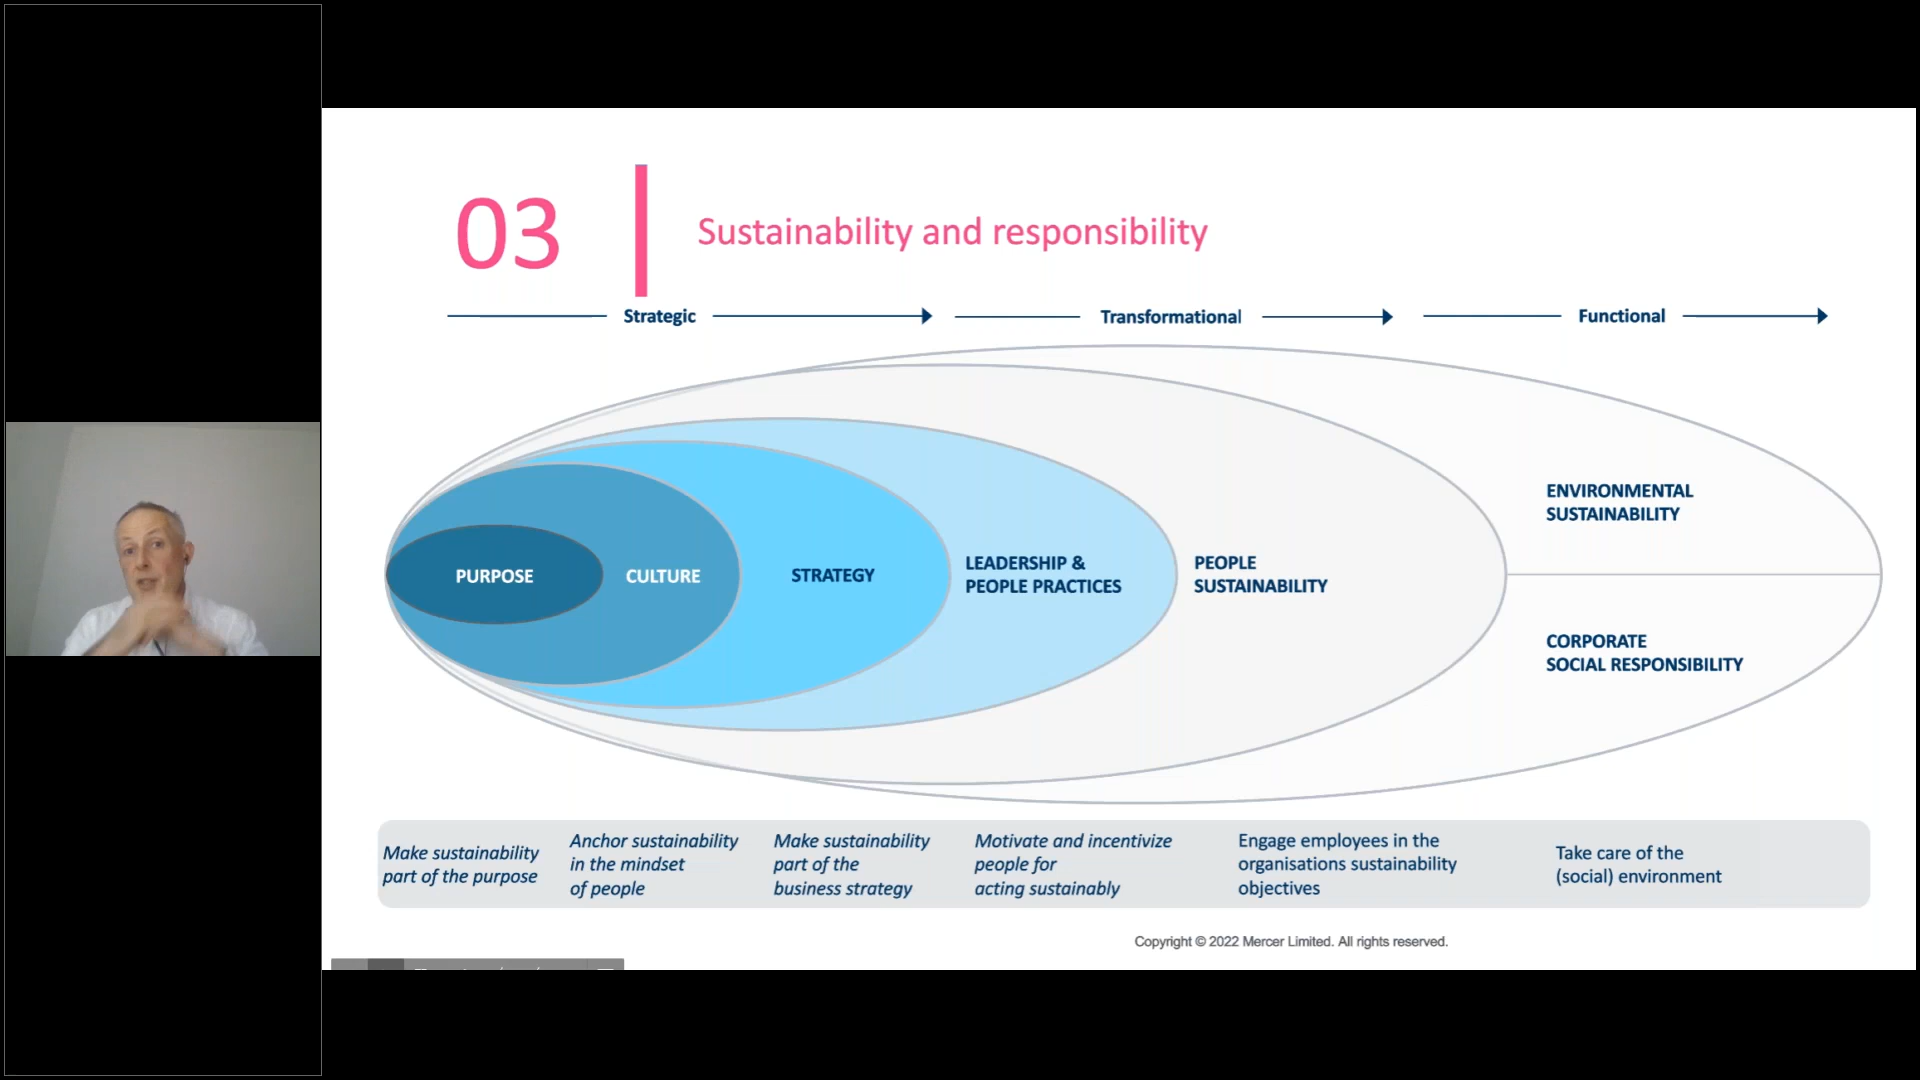 03
Sustainability and responsibility
Strategic
Transformational
Functional
PURPOSE
CULTURE
STRATEGY
LEADERSHIP &
PEOPLE PRACTICES
PEOPLE
SUSTAINABILITY
ENVIRONMENTAL
SUSTAINABILITY
CORPORATE
SOCIAL RESPONSIBILITY
Make sustainability
part of the purpose
Anchor sustainability
in the mindset
of people
Make sustainability
part of the
business strategy
Motivate and incentivize
people for
acting sustainably
Engage employees in the
organisations sustainability
objectives
Take care of the
(social) environment
Copyright © 2022 Mercer Limited. All rights reserved.